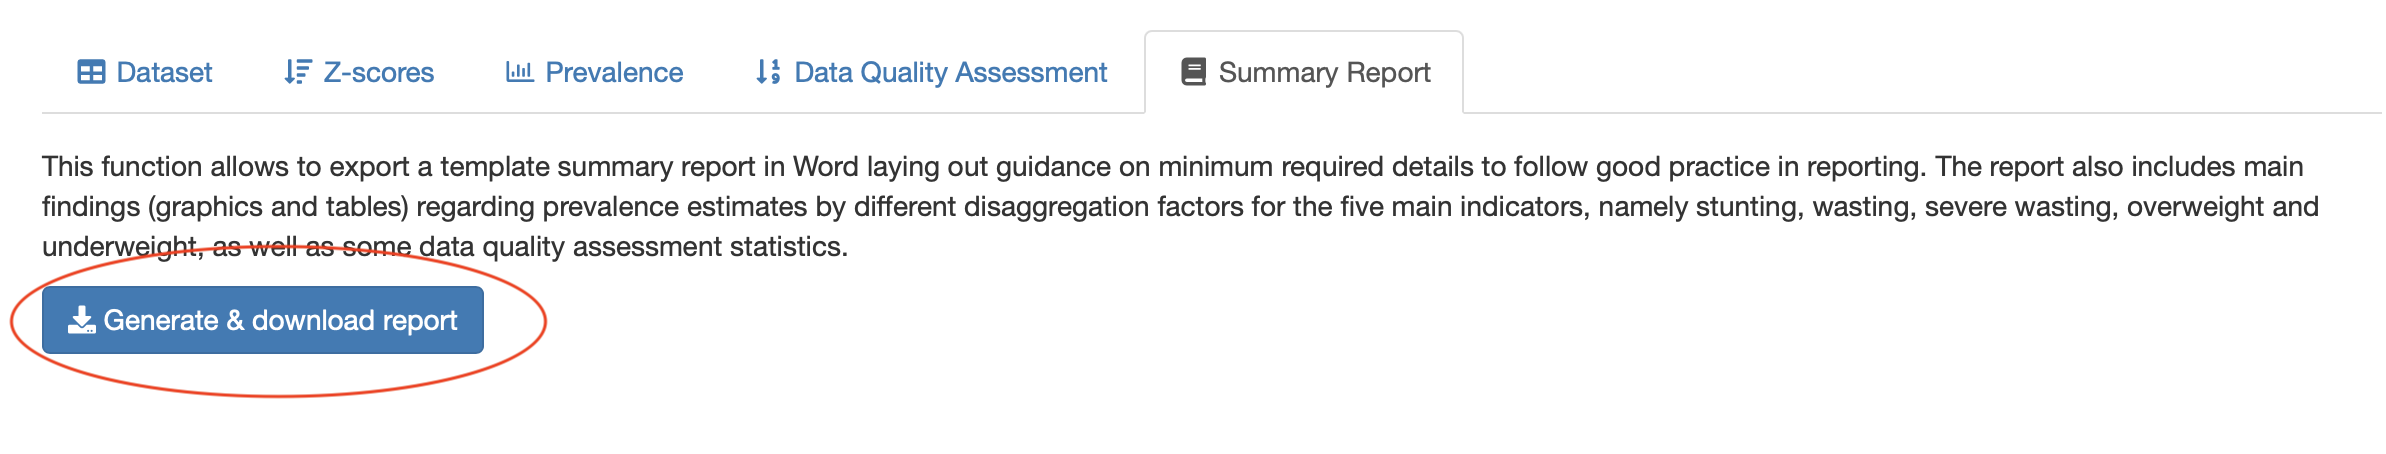 Dataset Z-scores Prevalence Data Quality Assessment Summary Report
This function allows to export a template summary report in Word laying out guidance on minimum required details to follow good practice in reporting. The report also includes main
findings (graphics and tables) regarding prevalence estimates by different disaggregation factors for the five main indicators, namely stunting, wasting, severe wasting, overweight and
underweight, as well as some data quality assessment statistics.
Generate & download report